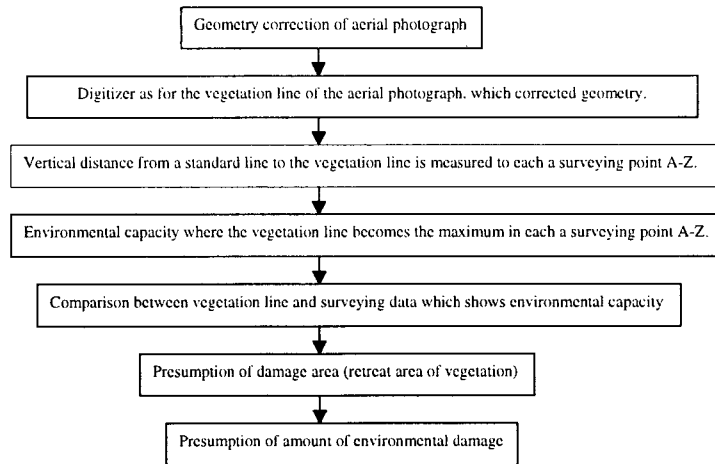 Geometry correction of aerial photograph
Digitizer as for the vegetation line of the aerial photograph. which corrected geometry.
Vertical distance from a standard line to the vegetation line is measured to each a surveying point A-Z.
Environmental capacity where the vegetation line becomes the maximum in each a surveying point A-Z.
Comparison between vegetation line and surveying data which shows environmental capacity
Presumption of damage area (retreat area of vegetation)
Presumption of amount of environmental damage